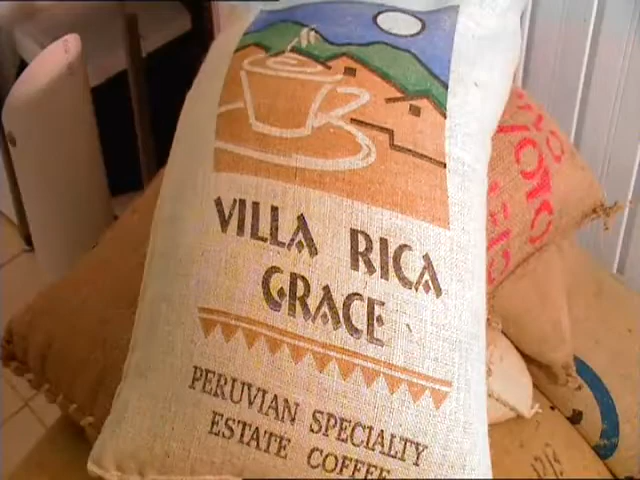 VILLA RICA
GRACE
PERUVIAN SPECIALTY
ESTATE COFFEE